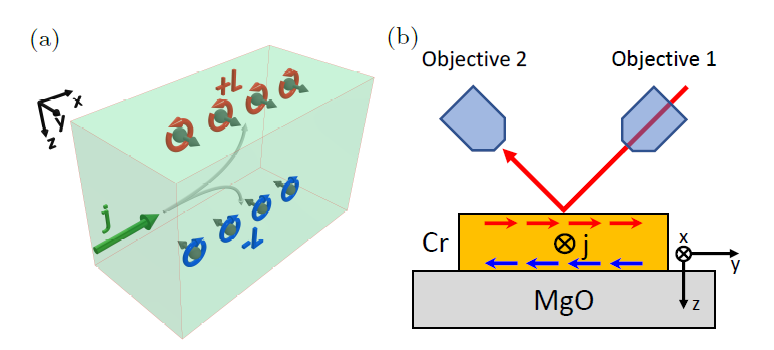 (a)
x
y
z
+L
j
-L
(b)
Objective 2
Objective 1
Cr
j
x
y
z
MgO